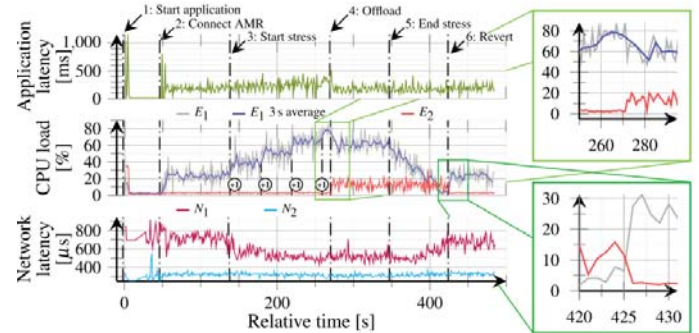 1: Start application
2: Connect AMR
3: Start stress
4: Offload
5: End stress
6: Revert
Application latency [ms]
1,000
500
0
E1 E1 3 s average E2
CPU load [%]
80
60
40
20
0
+1 +1 +1 +1
N1 N2
Network latency [µs]
800
600
400
0 200 400
Relative time [s]
80
60
40
20
0
260 280
30
20
10
0
420 425 430